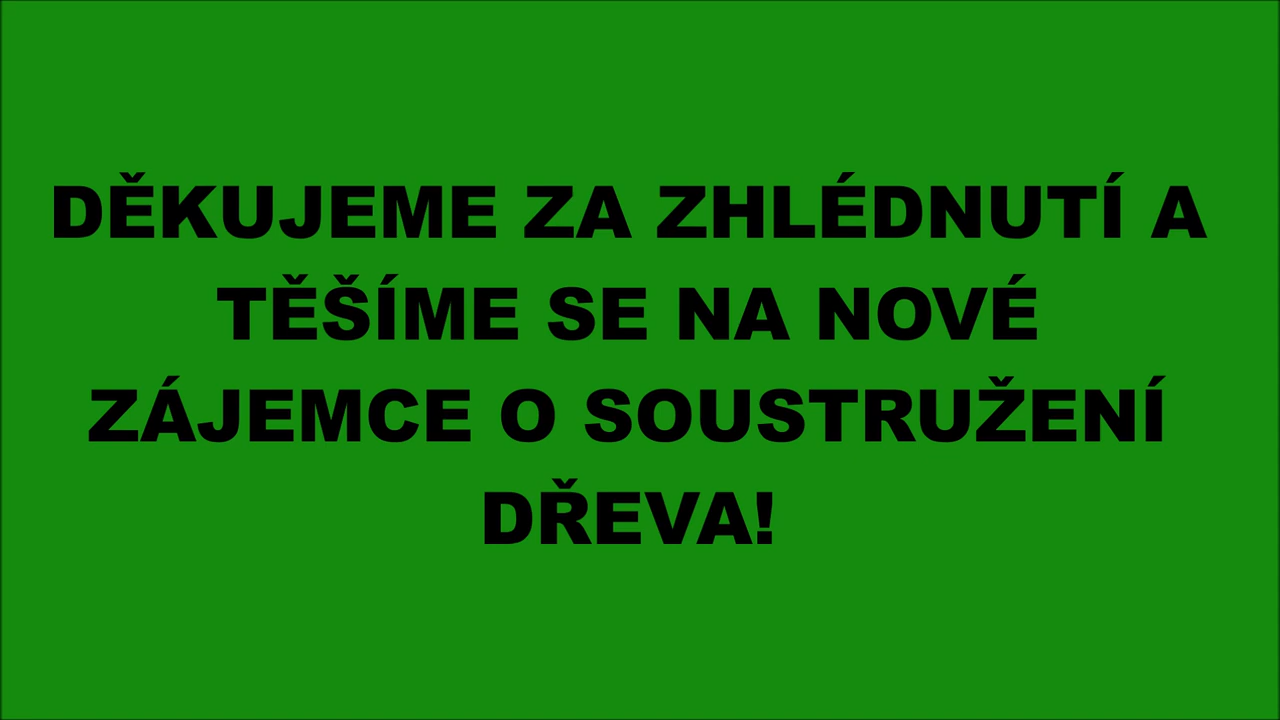 DĚKUJEME ZA ZHLÉDNUTÍ A
TĚŠÍME SE NA NOVÉ
ZÁJEMCE O SOUSTRUŽENÍ
DŘEVA!